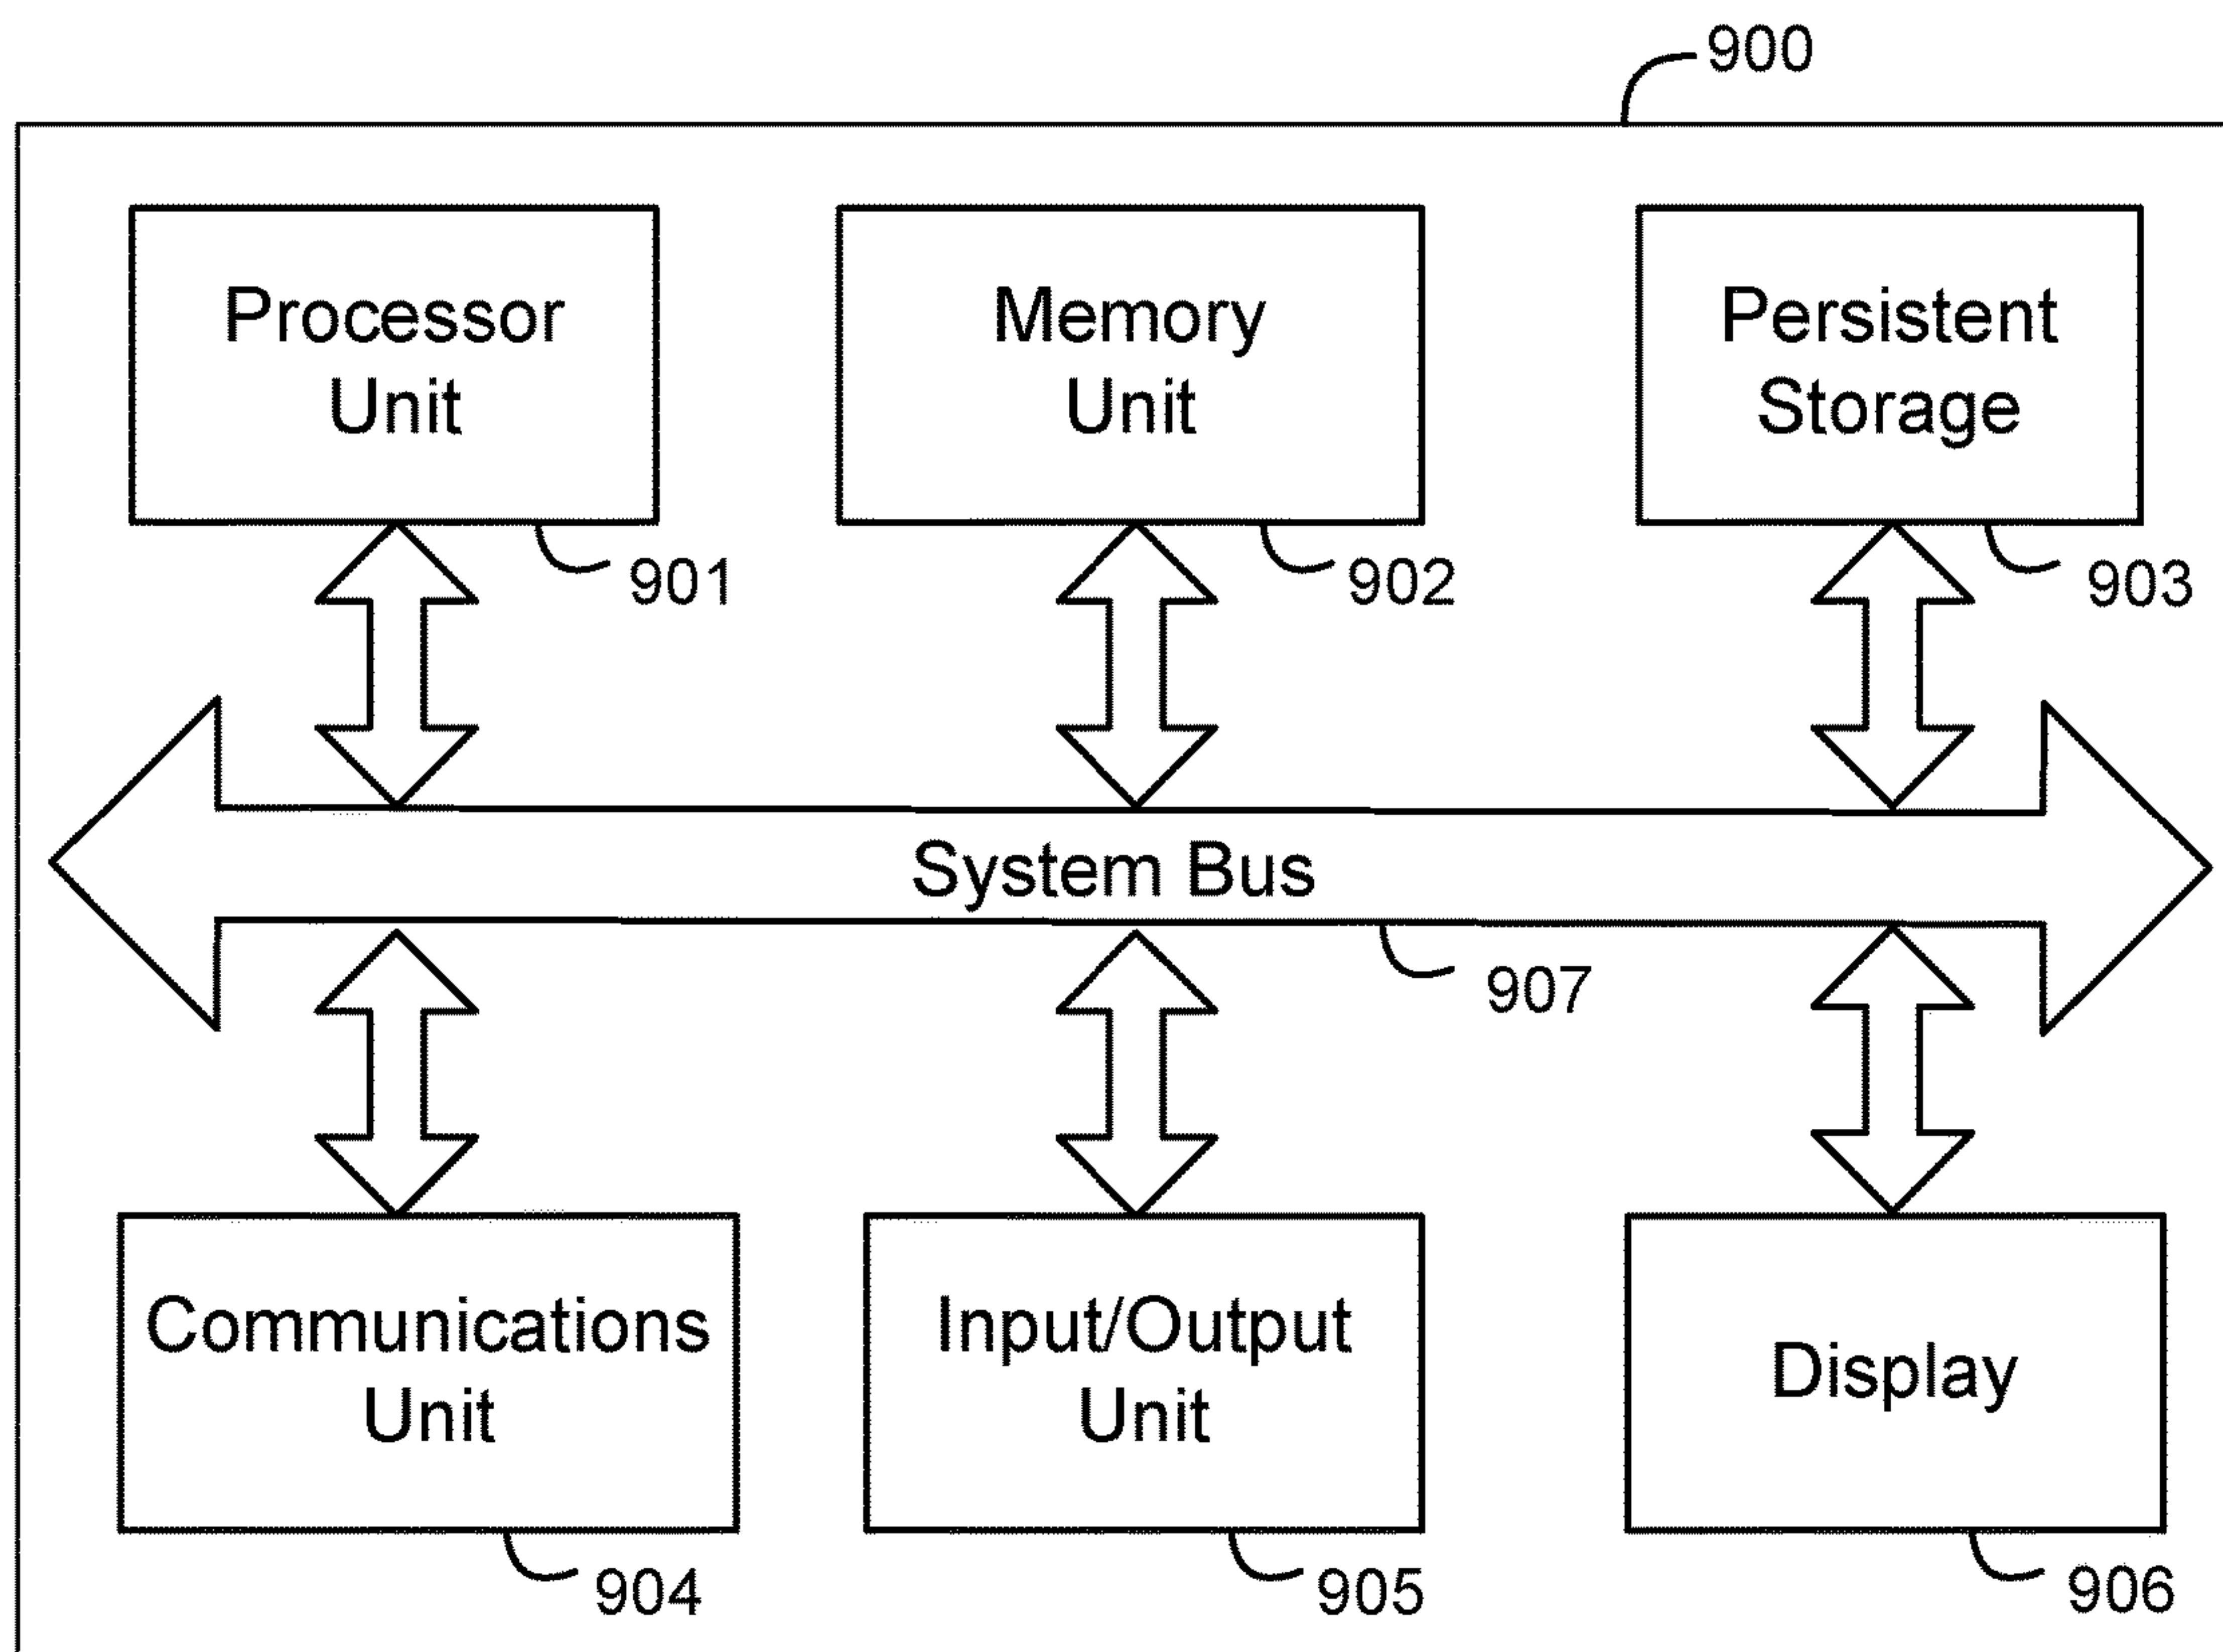 900
Processor
Unit
901
Memory
Unit
902
Persistent
Storage
903
System Bus
907
Communications
Unit
904
Input/Output
Unit
905
Display
906